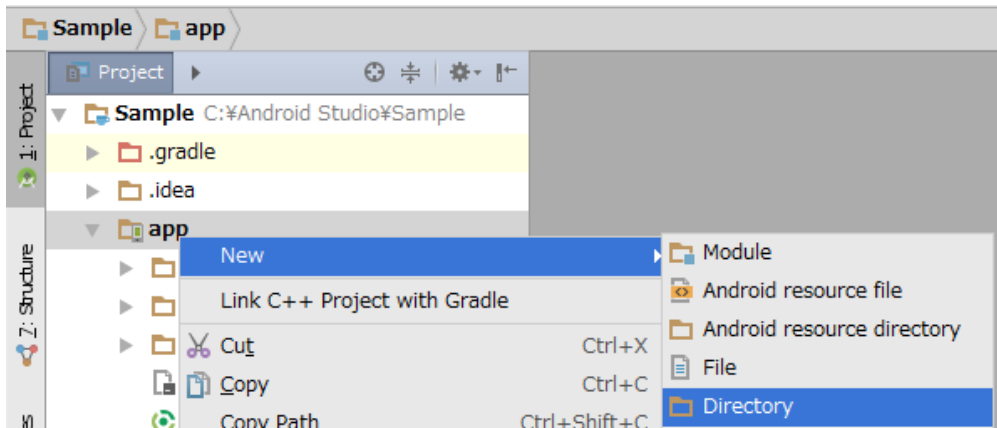 Sample app
Project
1: Project
Sample C:¥Android Studio¥Sample
.gradle
.idea
app
7: Structure
New
Link C++ Project with Gradle
Cut Ctrl+X
Copy Ctrl+C
Copy Path Ctrl+Shift+C
Module
Android resource file
Android resource directory
File
Directory